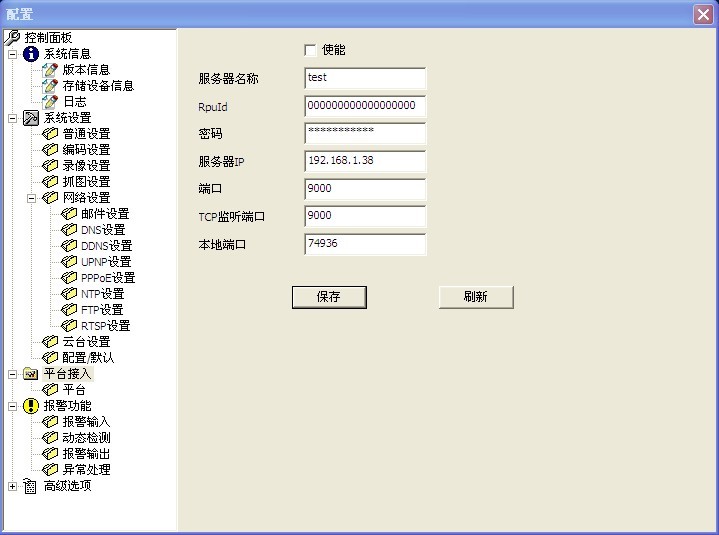 配置
控制面板
系统信息
版本信息
存储设备信息
日志
系统设置
普通设置
编码设置
录像设置
抓图设置
网络设置
邮件设置
DNS设置
DDNS设置
UPNP设置
PPPoE设置
NTP设置
FTP设置
RTSP设置
云台设置
配置/默认
平台接入
平台
报警功能
报警输入
动态检测
报警输出
异常处理
高级选项
使能
服务器名称 test
RpuId 000000000000000000
密码 ***********
服务器IP 192.168.1.38
端口 9000
TCP监听端口 9000
本地端口 74936
保存 刷新